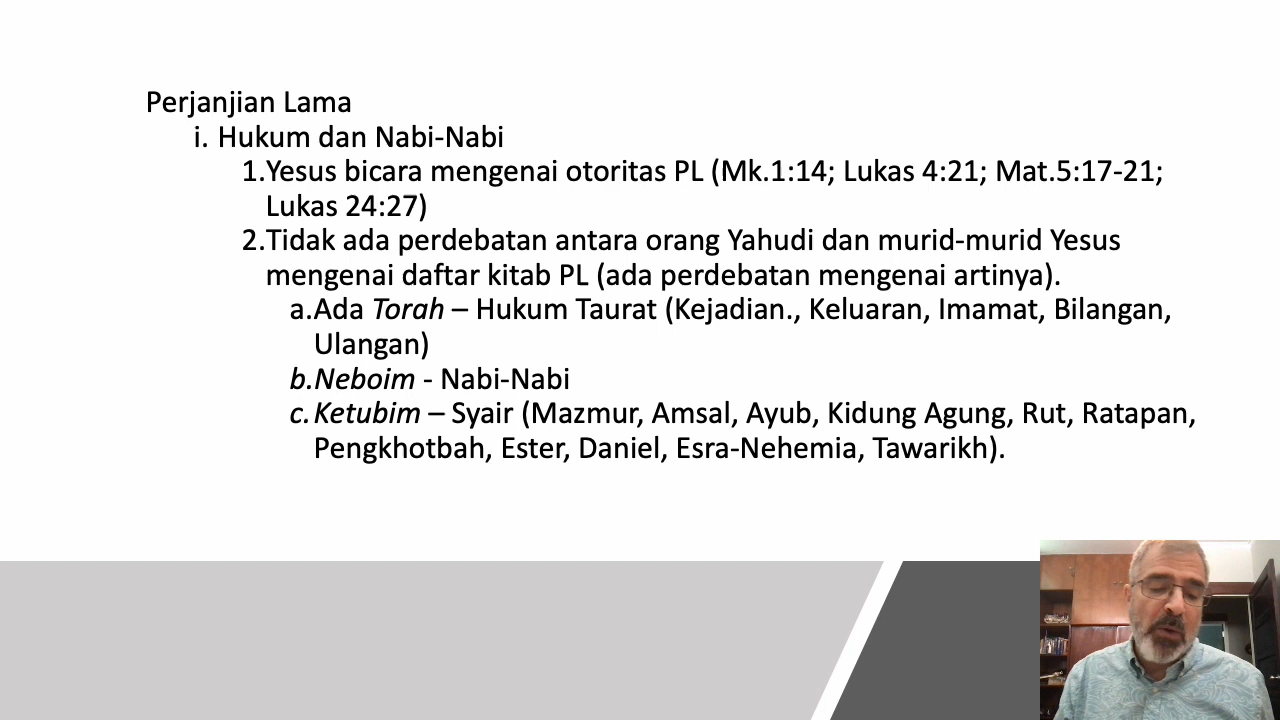 Perjanjian Lama
i. Hukum dan Nabi-Nabi
1.Yesus bicara mengenai otoritas PL (Mk.1:14; Lukas 4:21; Mat.5:17-21;
Lukas 24:27)
2.Tidak ada perdebatan antara orang Yahudi dan murid-murid Yesus
mengenai daftar kitab PL (ada perdebatan mengenai artinya).
a.Ada Torah – Hukum Taurat (Kejadian., Keluaran, Imamat, Bilangan,
Ulangan)
b.Neboim - Nabi-Nabi
c.Ketubim – Syair (Mazmur, Amsal, Ayub, Kidung Agung, Rut, Ratapan,
Pengkhotbah, Ester, Daniel, Esra-Nehemia, Tawarikh).